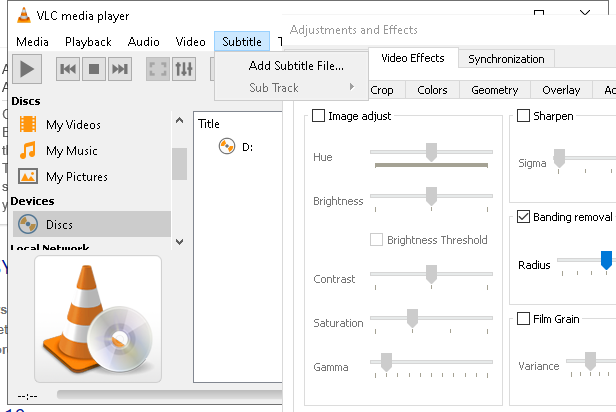 VLC media player
Media Playback Audio Video Subtitle T
Adjustments and Effects
Add Subtitle File...
Sub Track
Video Effects
Synchronization
Crop
Colors
Geometry
Overlay
Discs
My Videos
My Music
My Pictures
Devices
Discs
Local Network
Title
D:
Image adjust
Hue
Brightness
Brightness Threshold
Contrast
Saturation
Gamma
Sharpen
Sigma
Banding removal
Radius
Film Grain
Variance
--:--